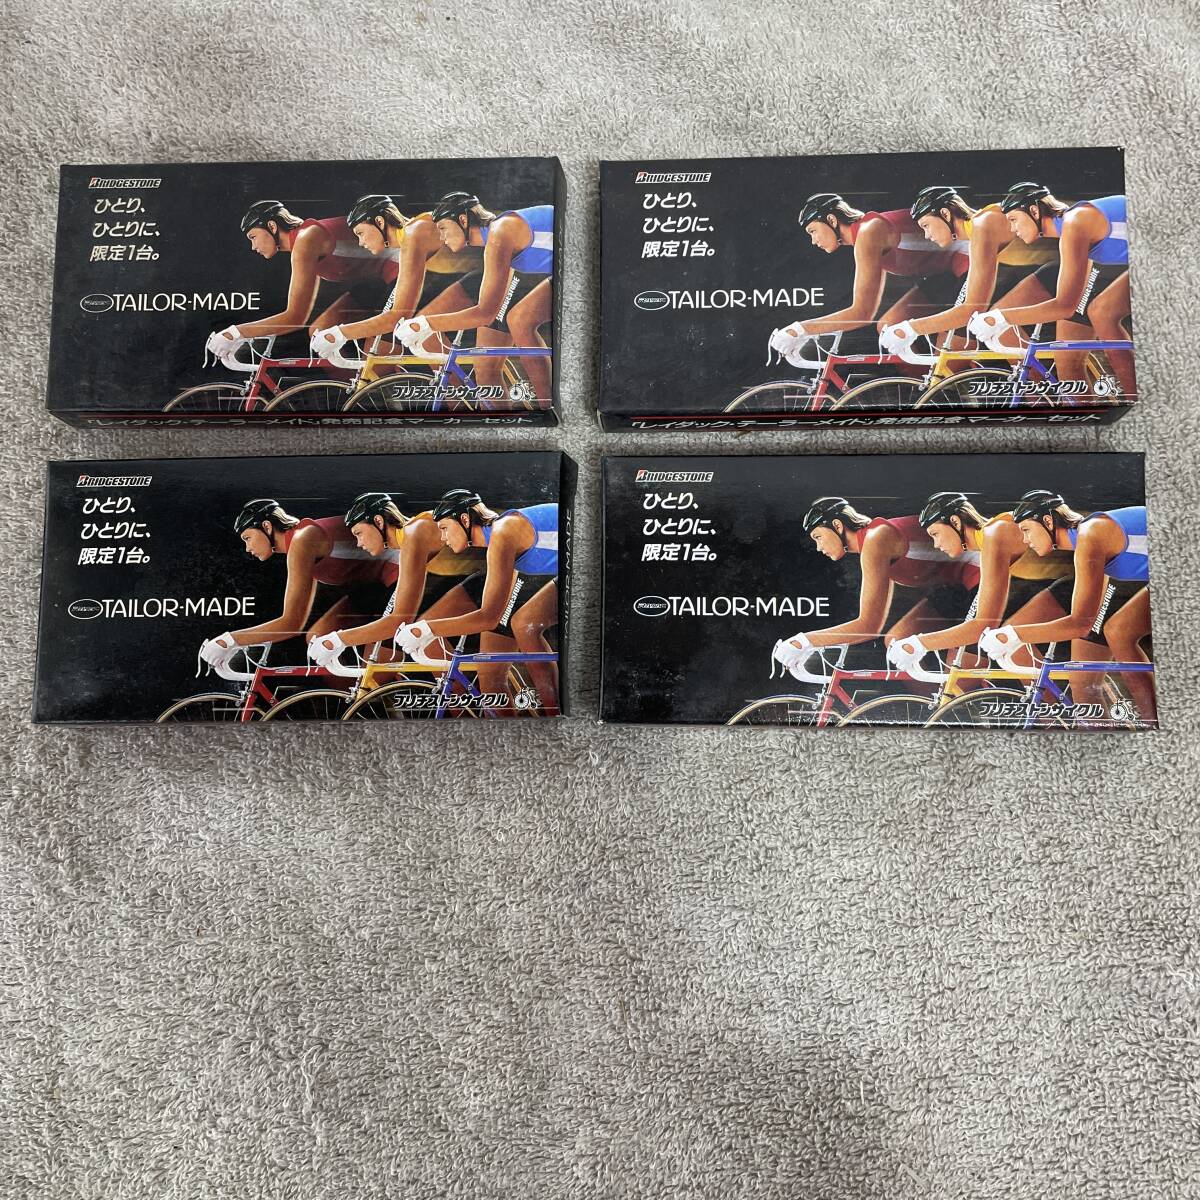 BRIDGESTONE
ひとり、
ひとりに、
限定1台。
TAILOR-MADE
BRIDGESTONE
ブリヂストンサイクル
「レイダック・テーラーメイド」発売記念マーカーセット
BRIDGESTONE
ひとり、
ひとりに、
限定1台。
TAILOR-MADE
BRIDGESTONE
ブリヂストンサイクル
「レイダック・テーラーメイド」発売記念マーカーセット
BRIDGESTONE
ひとり、
ひとりに、
限定1台。
TAILOR-MADE
BRIDGESTONE
ブリヂストンサイクル
TAILOR-MADE
BRIDGESTONE
ひとり、
ひとりに、
限定1台。
TAILOR-MADE
BRIDGESTONE
ブリヂストンサイクル